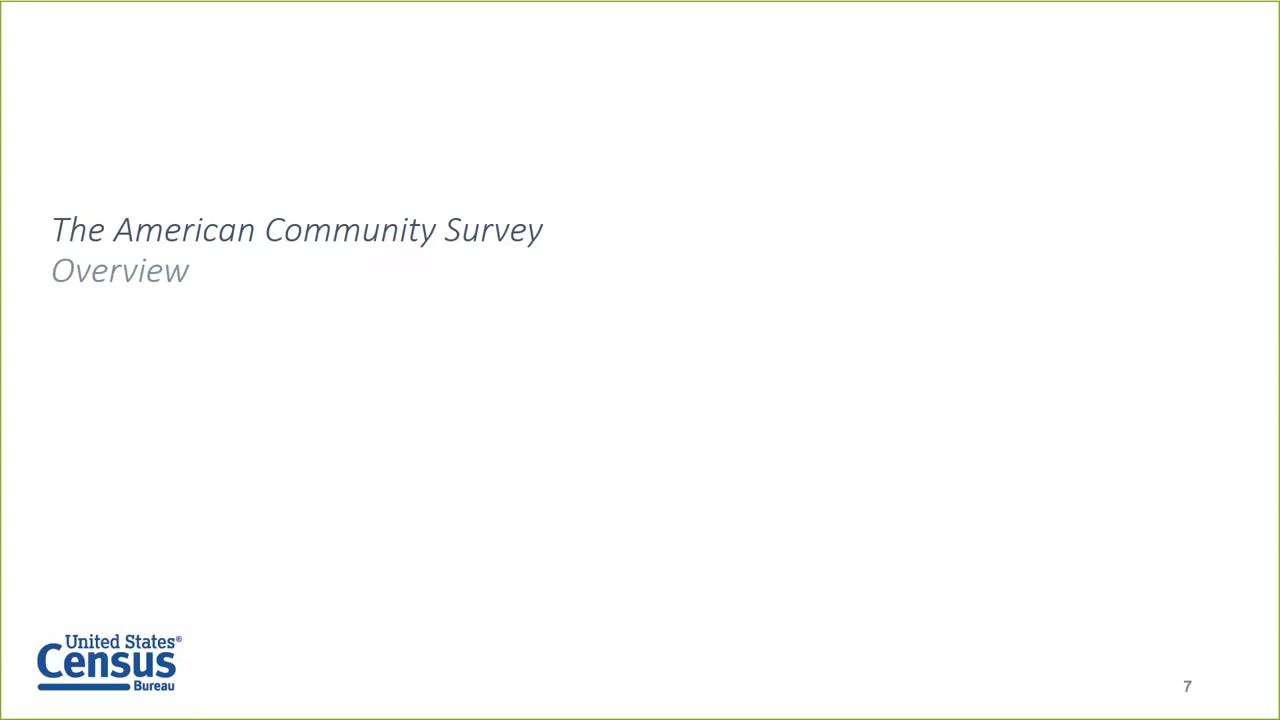 The American Community Survey
Overview
United States®
Census
Bureau
7